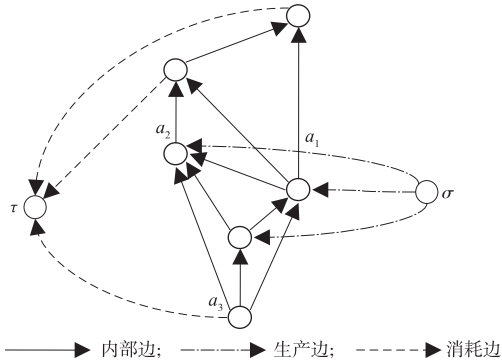 a₂
a₁
τ
σ
a₃
内部边; 生产边; 消耗边